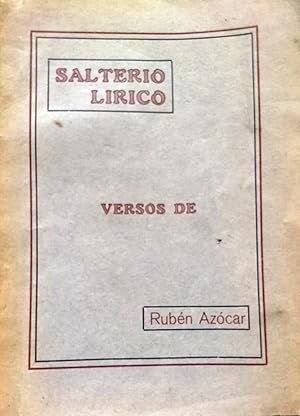 SALTERIO
LIRICO
VERSOS DE
Rubén Azócar